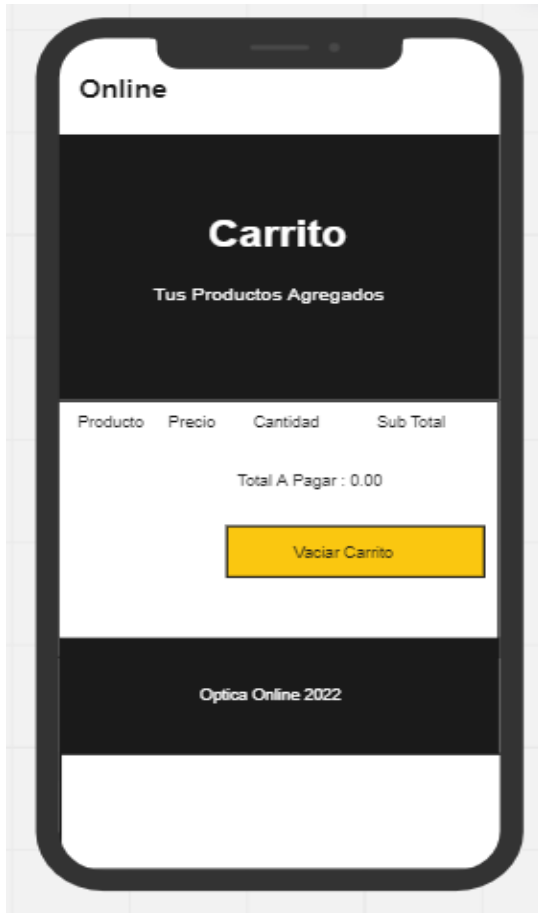 Online
Carrito
Tus Productos Agregados
Producto Precio Cantidad Sub Total
Total A Pagar : 0.00
Vaciar Carrito
Optica Online 2022